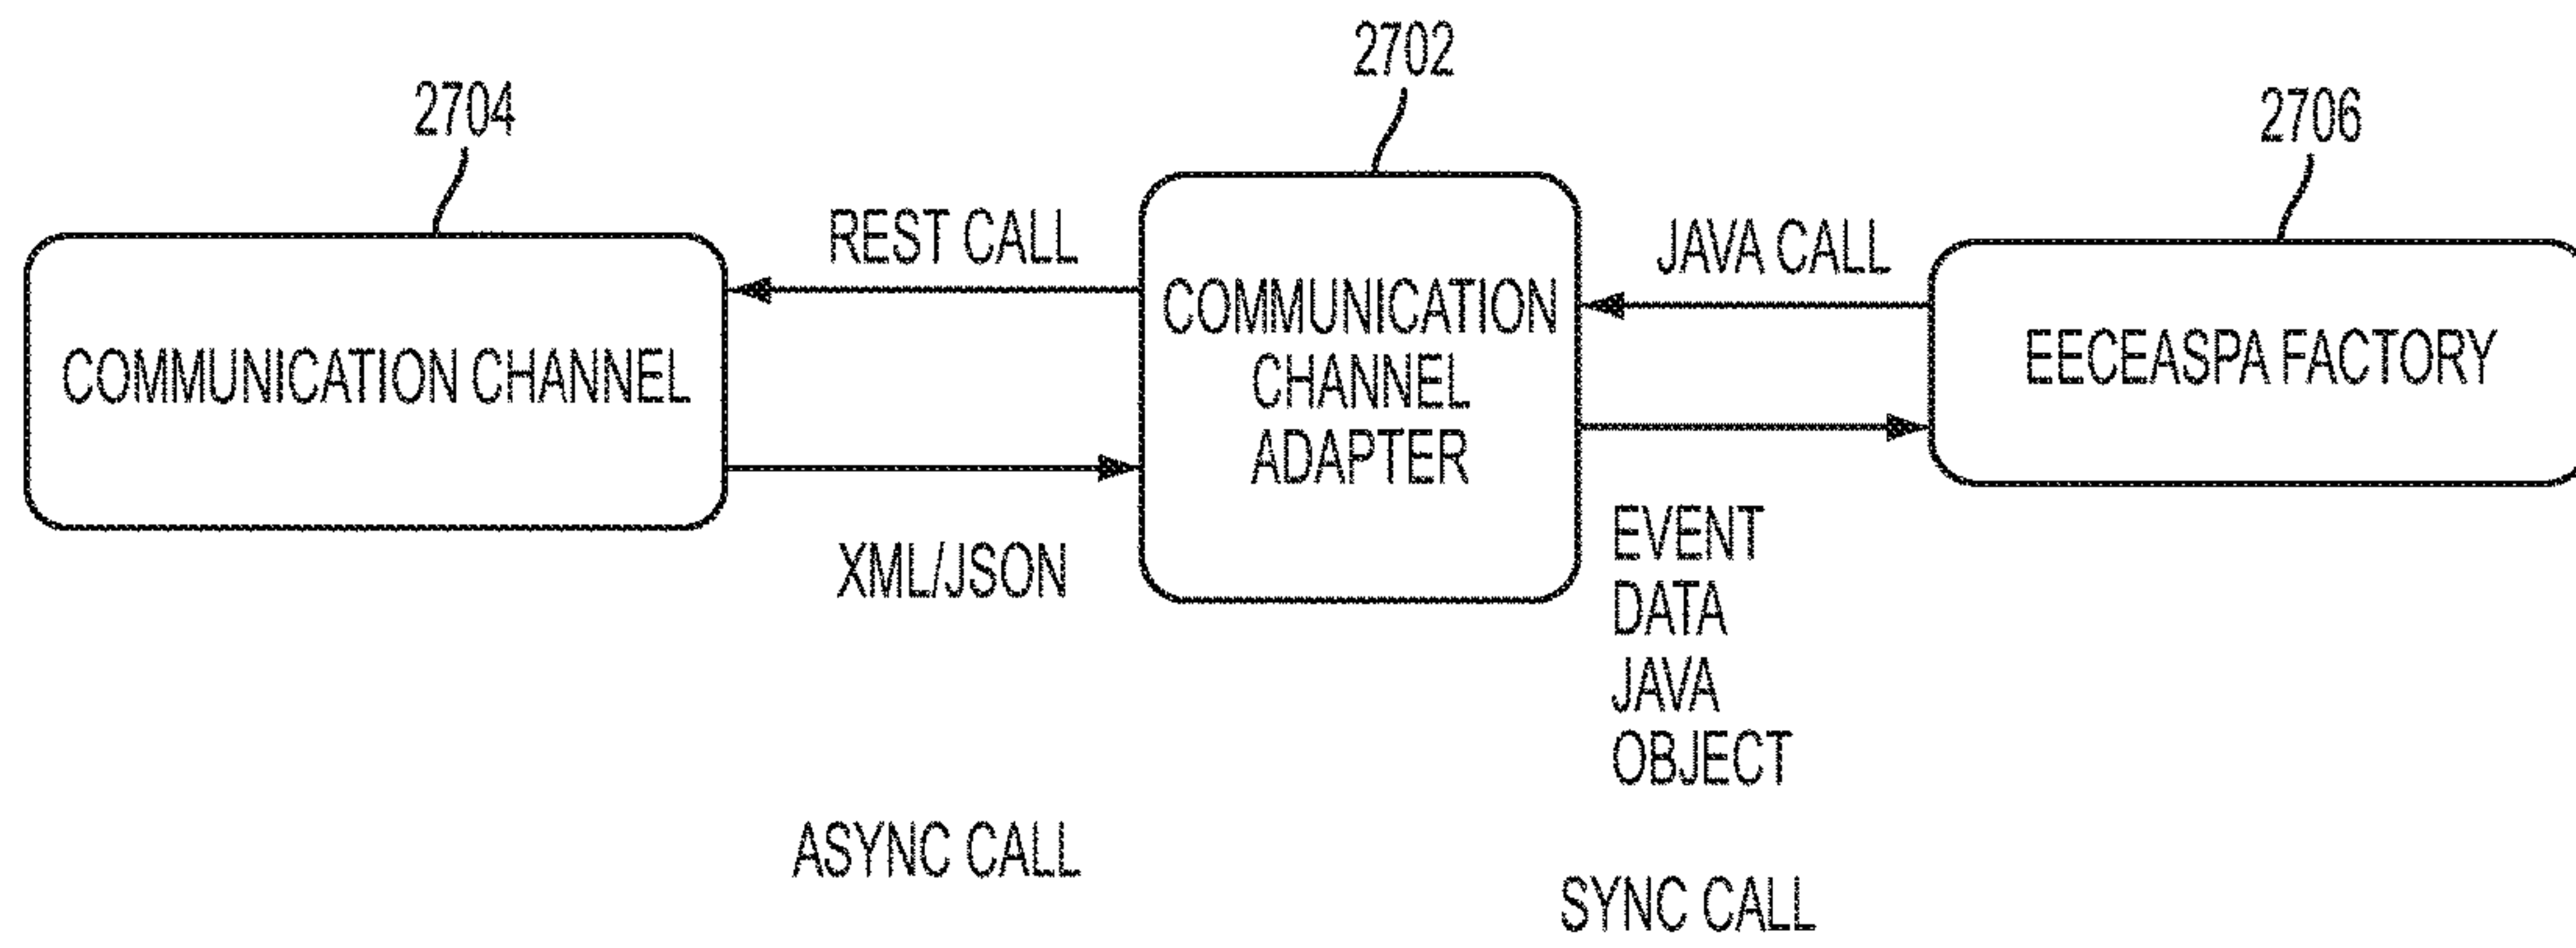 2702
2704
2706
REST CALL
JAVA CALL
COMMUNICATION CHANNEL
COMMUNICATION
CHANNEL
ADAPTER
EECEASPA FACTORY
XML/JSON
EVENT
DATA
JAVA
OBJECT
ASYNC CALL
SYNC CALL